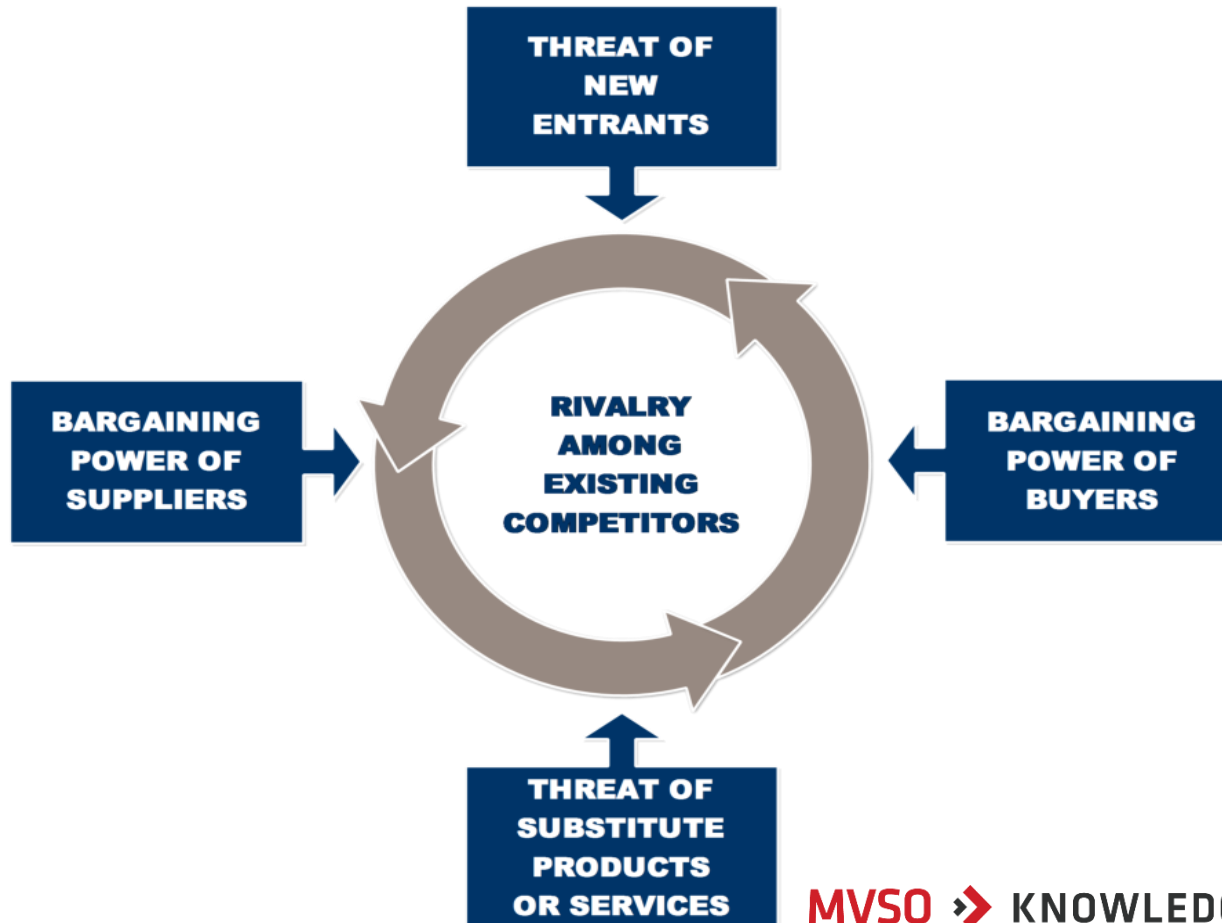 THREAT OF
NEW
ENTRANTS
BARGAINING
POWER OF
SUPPLIERS
RIVALRY
AMONG
EXISTING
COMPETITORS
BARGAINING
POWER OF
BUYERS
THREAT OF
SUBSTITUTE
PRODUCTS
OR SERVICES
MVSO